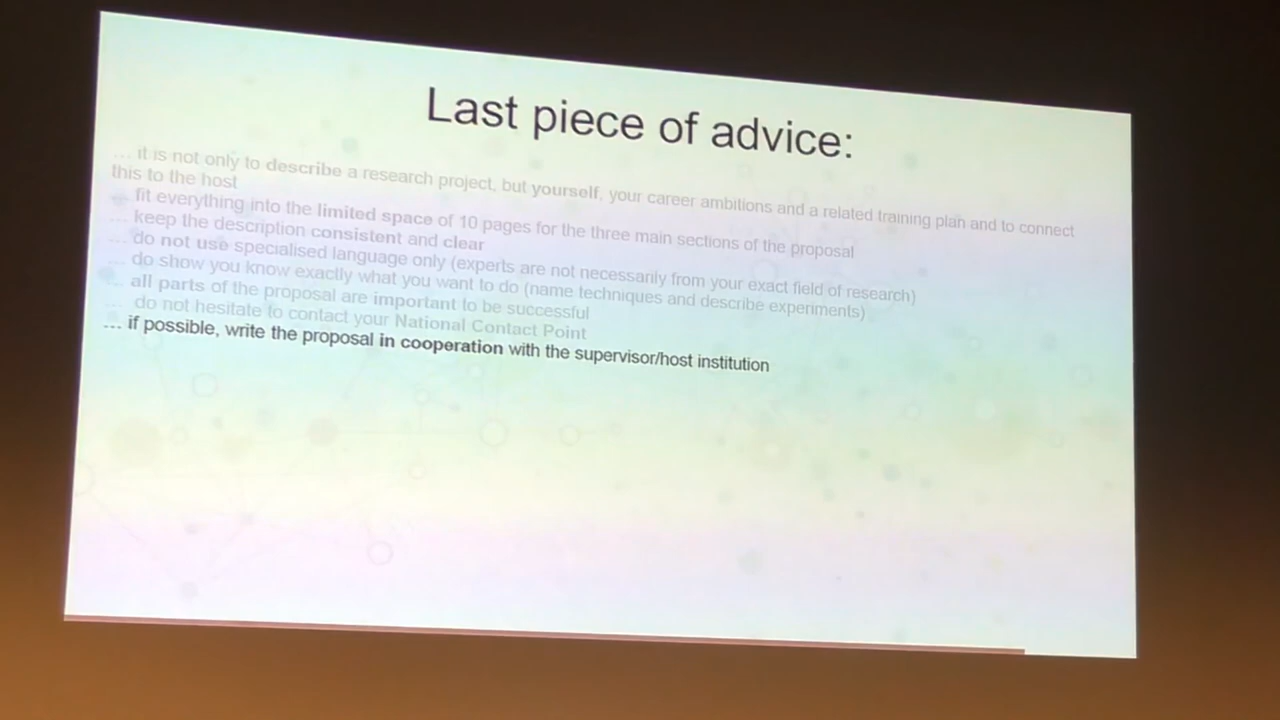 Last piece of advice:
... it is not only to describe a research project, but yourself, your career ambitions and a related training plan and to connect
this to the host
... fit everything into the limited space of 10 pages for the three main sections of the proposal
... keep the description consistent and clear
... do not use specialised language only (experts are not necessarily from your exact field of research)
... do show you know exactly what you want to do (name techniques and describe experiments)
... all parts of the proposal are important to be successful
... do not hesitate to contact your National Contact Point
... if possible, write the proposal in cooperation with the supervisor/host institution